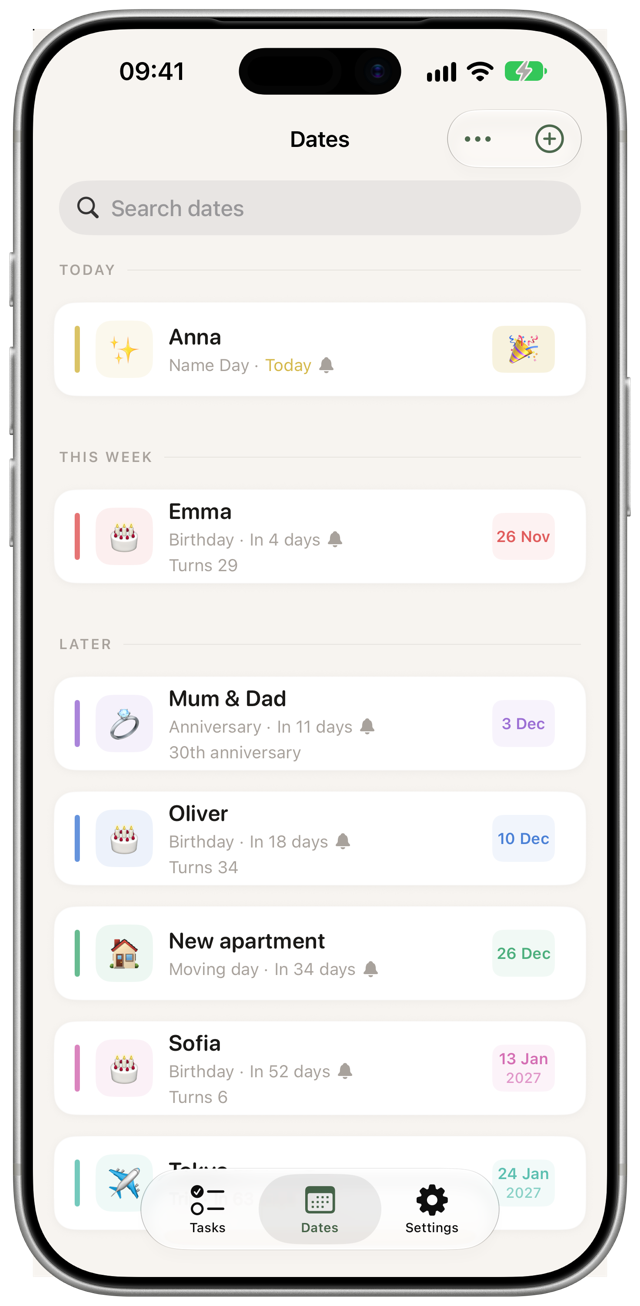 09:41
Dates
Search dates
TODAY
Anna
Name Day · Today
THIS WEEK
Emma
Birthday · In 4 days
Turns 29
26 Nov
LATER
Mum & Dad
Anniversary · In 11 days
30th anniversary
3 Dec
Oliver
Birthday · In 18 days
Turns 34
10 Dec
New apartment
Moving day · In 34 days
26 Dec
Sofia
Birthday · In 52 days
Turns 6
13 Jan
2027
Tokyo
24 Jan
2027
Tasks
Dates
Settings